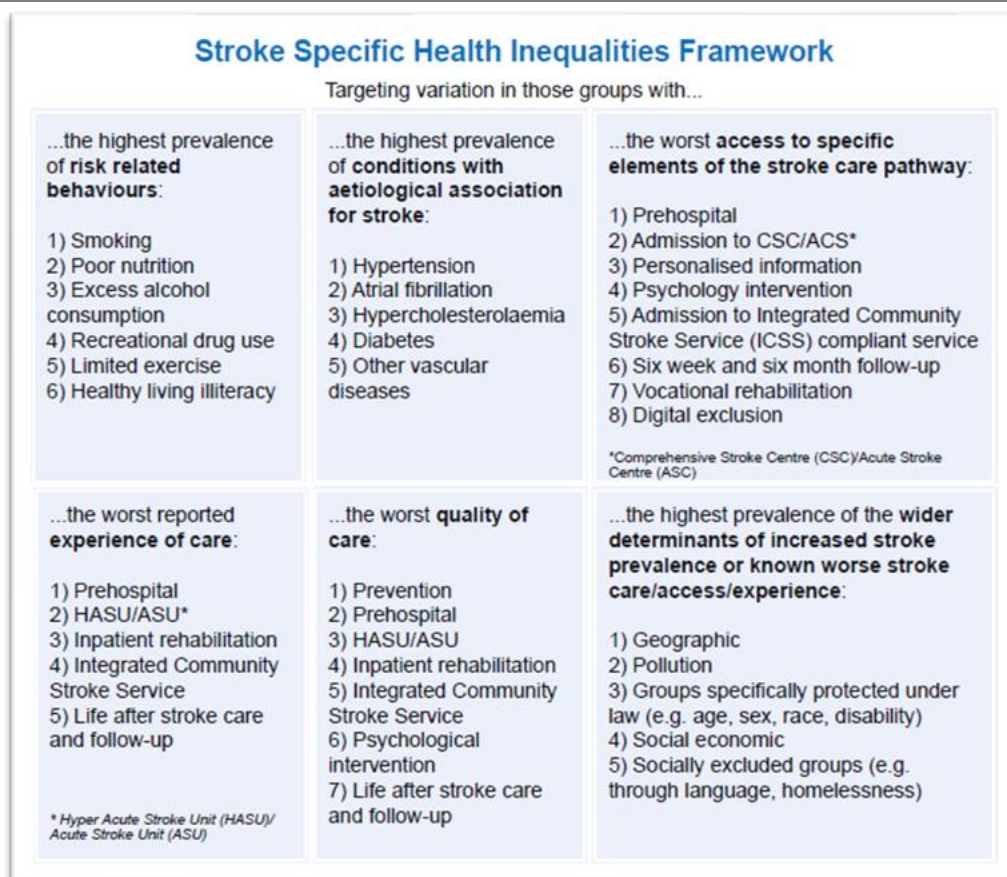 Stroke Specific Health Inequalities Framework
Targeting variation in those groups with...
...the highest prevalence
of risk related
behaviours:
1) Smoking
2) Poor nutrition
3) Excess alcohol
consumption
4) Recreational drug use
5) Limited exercise
6) Healthy living illiteracy
...the highest prevalence
of conditions with
aetiological association
for stroke:
1) Hypertension
2) Atrial fibrillation
3) Hypercholesterolaemia
4) Diabetes
5) Other vascular
diseases
...the worst access to specific
elements of the stroke care pathway:
1) Prehospital
2) Admission to CSC/ACS*
3) Personalised information
4) Psychology intervention
5) Admission to Integrated Community
Stroke Service (ICSS) compliant service
6) Six week and six month follow-up
7) Vocational rehabilitation
8) Digital exclusion
*Comprehensive Stroke Centre (CSC)/Acute Stroke
Centre (ASC)
...the worst reported
experience of care:
1) Prehospital
2) HASU/ASU*
3) Inpatient rehabilitation
4) Integrated Community
Stroke Service
5) Life after stroke care
and follow-up
* Hyper Acute Stroke Unit (HASU)/
Acute Stroke Unit (ASU)
...the worst quality of
care:
1) Prevention
2) Prehospital
3) HASU/ASU
4) Inpatient rehabilitation
5) Integrated Community
Stroke Service
6) Psychological
intervention
7) Life after stroke care
and follow-up
...the highest prevalence of the wider
determinants of increased stroke
prevalence or known worse stroke
care/access/experience:
1) Geographic
2) Pollution
3) Groups specifically protected under
law (e.g. age, sex, race, disability)
4) Social economic
5) Socially excluded groups (e.g.
through language, homelessness)